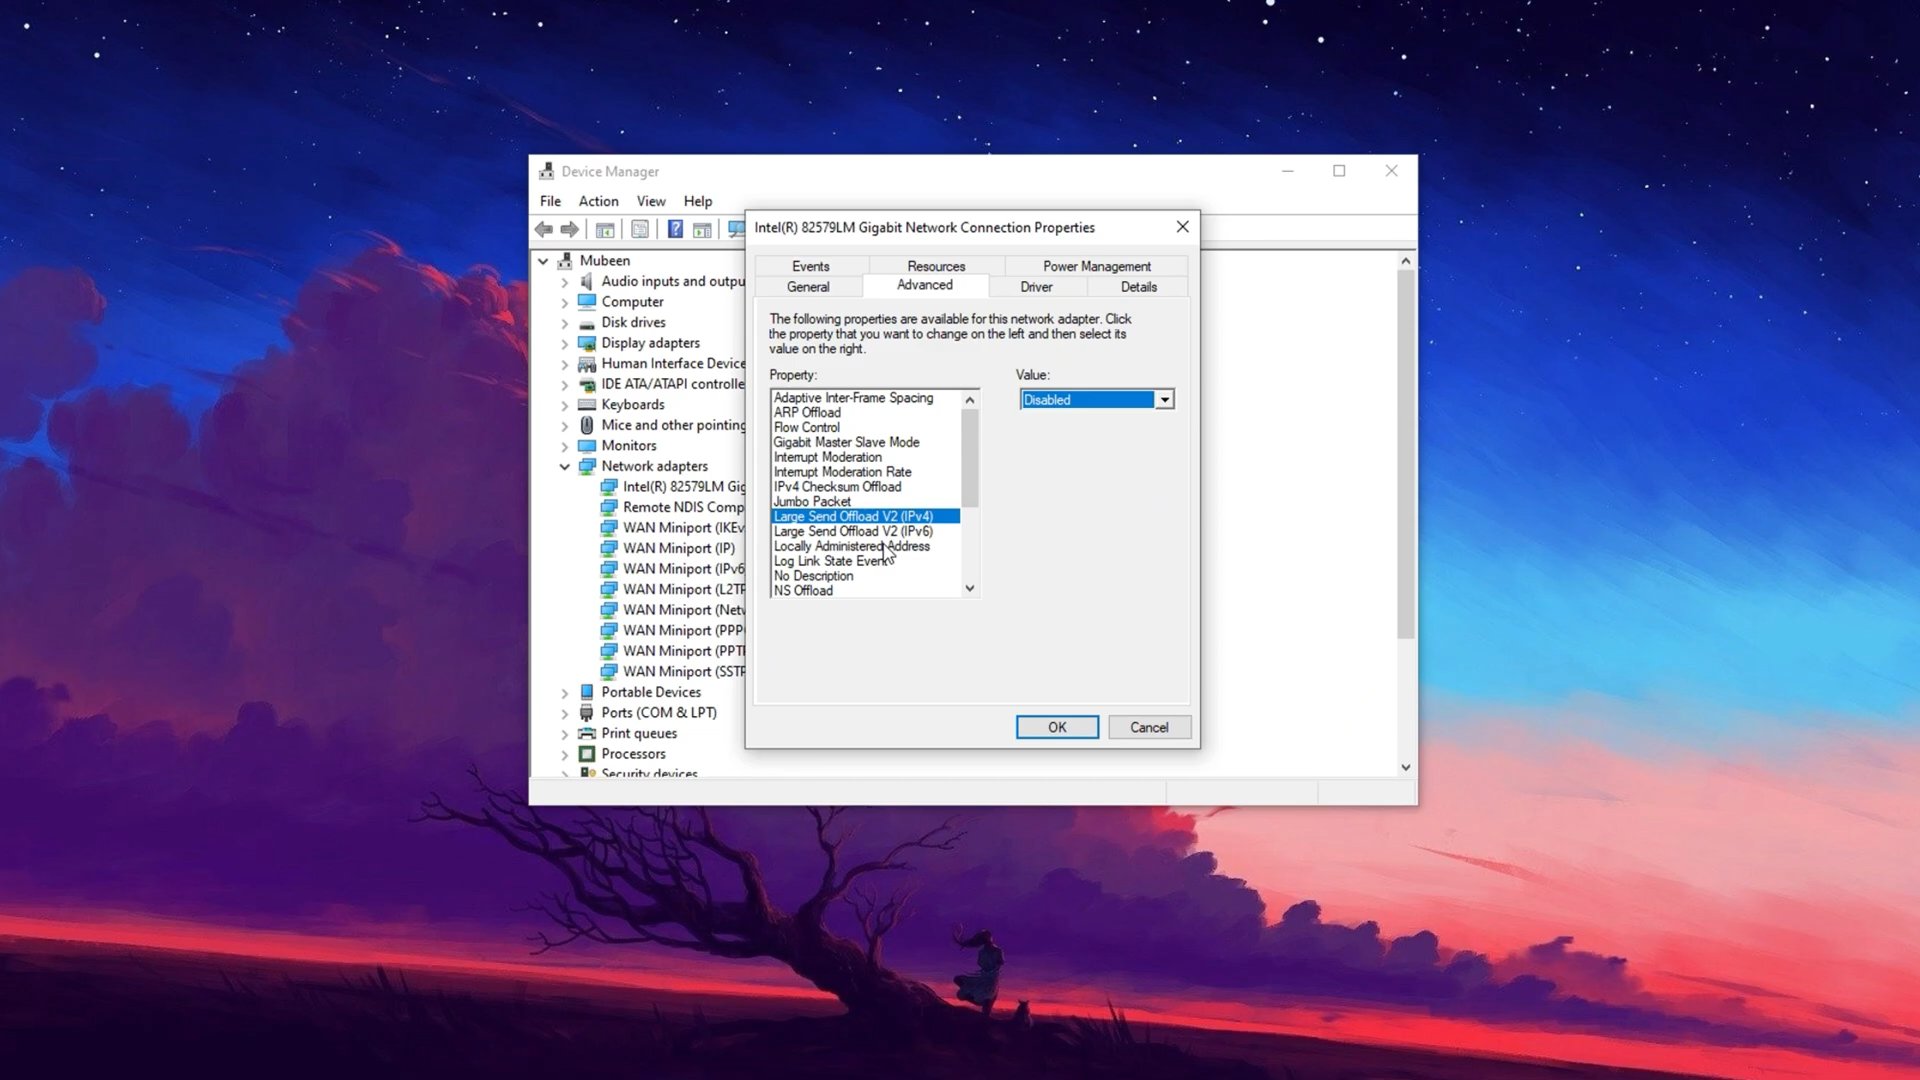 Device Manager
File Action View Help
Mubeen
Audio inputs and outpu
Computer
Disk drives
Display adapters
Human Interface Device
IDE ATA/ATAPI controlle
Keyboards
Mice and other pointing
Monitors
Network adapters
Intel(R) 82579LM Gig
Remote NDIS Comp
WAN Miniport (IKEv
WAN Miniport (IP)
WAN Miniport (IPv6
WAN Miniport (L2TP
WAN Miniport (Netw
WAN Miniport (PPPO
WAN Miniport (PPTP
WAN Miniport (SSTP
Portable Devices
Ports (COM & LPT)
Print queues
Processors
Security devices
Intel(R) 82579LM Gigabit Network Connection Properties
Events Resources Power Management
General Advanced Driver Details
The following properties are available for this network adapter. Click
the property that you want to change on the left and then select its
value on the right.
Property: Value:
Adaptive Inter-Frame Spacing
ARP Offload
Flow Control
Gigabit Master Slave Mode
Interrupt Moderation
Interrupt Moderation Rate
IPv4 Checksum Offload
Jumbo Packet
Large Send Offload V2 (IPv4)
Large Send Offload V2 (IPv6)
Locally Administered Address
Log Link State Event
No Description
NS Offload
Disabled
OK Cancel